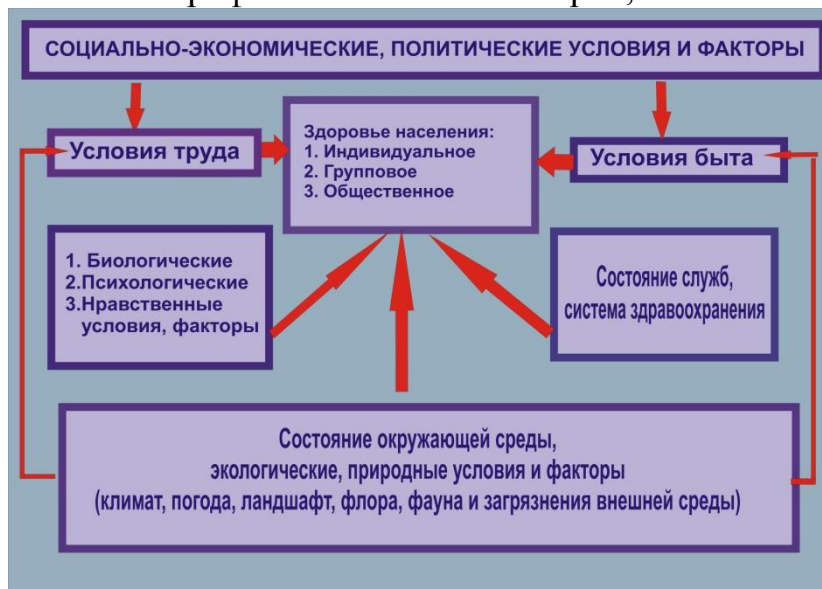 СОЦИАЛЬНО-ЭКОНОМИЧЕСКИЕ, ПОЛИТИЧЕСКИЕ УСЛОВИЯ И ФАКТОРЫ
Условия труда
Здоровье населения:
1. Индивидуальное
2. Групповое
3. Общественное
Условия быта
1. Биологические
2.Психологические
3.Нравственные
условия, факторы
Состояние служб,
система здравоохранения
Состояние окружающей среды,
экологические, природные условия и факторы
(климат, погода, ландшафт, флора, фауна и загрязнения внешней среды)